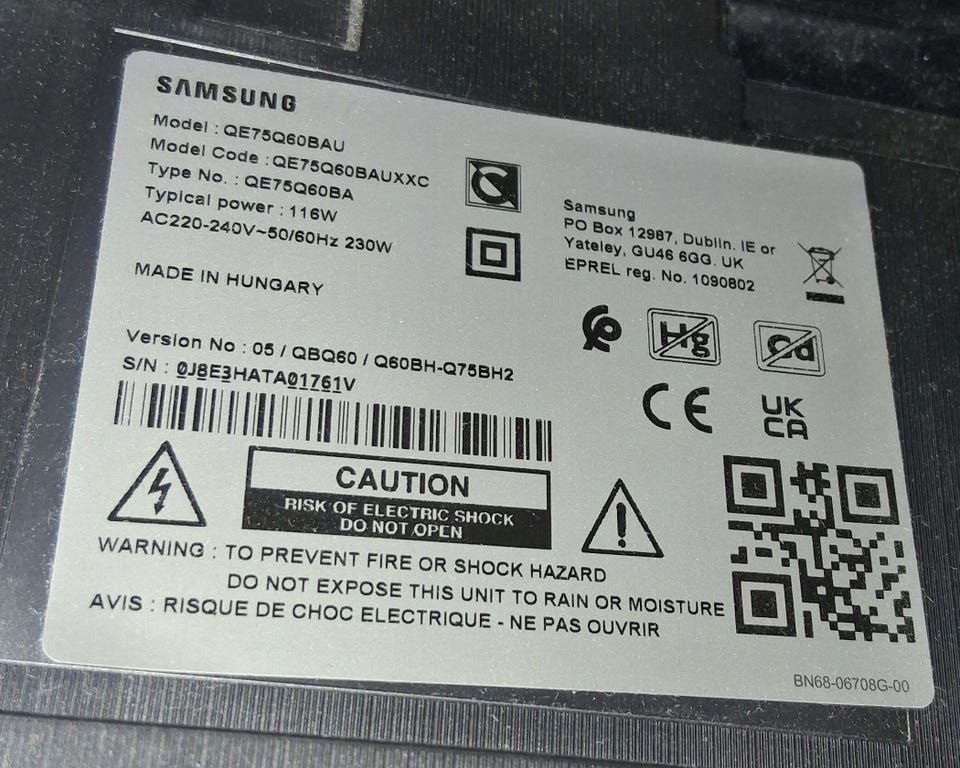 SAMSUNG
Model : QE75Q60BAU
Model Code : QE75Q60BAUXXC
Type No. : QE75Q60BA
Typical power : 116W
AC220-240V~50/60Hz 230W
MADE IN HUNGARY
Samsung
PO Box 12987, Dublin. IE or
Yateley, GU46 6GG. UK
EPREL reg. No. 1090802
Hg
Cd
Version No : 05 / QBQ60 / Q60BH-Q75BH2
S/N : 0J8E3HATA01761V
CE
UK
CA
CAUTION
RISK OF ELECTRIC SHOCK
DO NOT OPEN
WARNING : TO PREVENT FIRE OR SHOCK HAZARD
DO NOT EXPOSE THIS UNIT TO RAIN OR MOISTURE
AVIS : RISQUE DE CHOC ELECTRIQUE - NE PAS OUVRIR
BN68-06708G-00